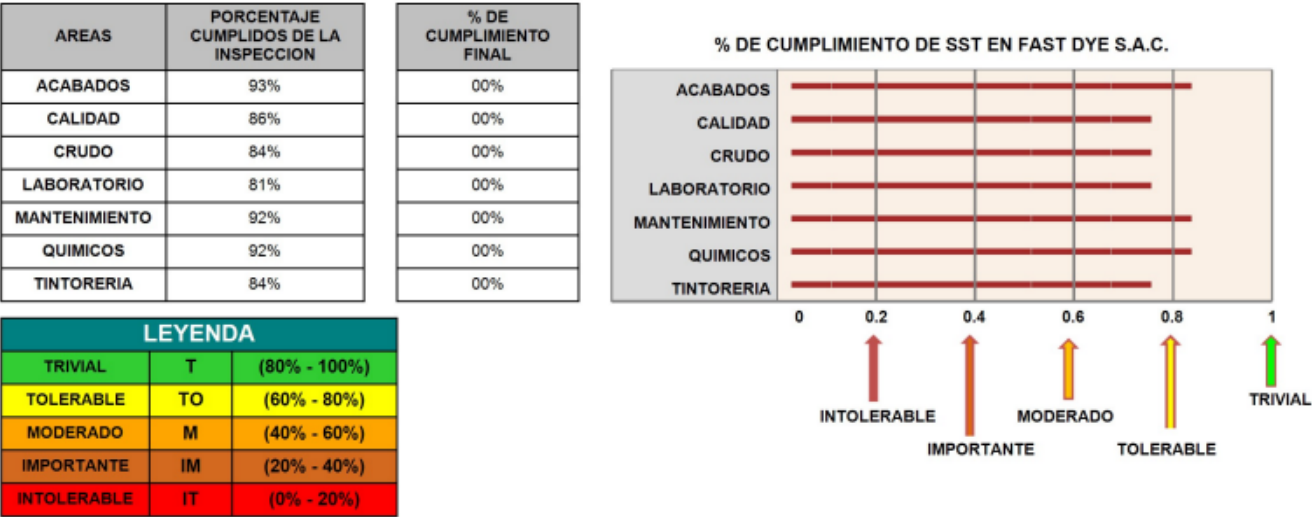 AREAS
PORCENTAJE
CUMPLIDOS DE LA
INSPECCION
ACABADOS 93%
CALIDAD 86%
CRUDO 84%
LABORATORIO 81%
MANTENIMIENTO 92%
QUIMICOS 92%
TINTORERIA 84%
% DE
CUMPLIMIENTO
FINAL
00%
00%
00%
00%
00%
00%
00%
% DE CUMPLIMIENTO DE SST EN FAST DYE S.A.C.
ACABADOS
CALIDAD
CRUDO
LABORATORIO
MANTENIMIENTO
QUIMICOS
TINTORERIA
0 0.2 0.4 0.6 0.8 1
INTOLERABLE
IMPORTANTE
MODERADO
TOLERABLE
TRIVIAL
LEYENDA
TRIVIAL T (80% - 100%)
TOLERABLE TO (60% - 80%)
MODERADO M (40% - 60%)
IMPORTANTE IM (20% - 40%)
INTOLERABLE IT (0% - 20%)